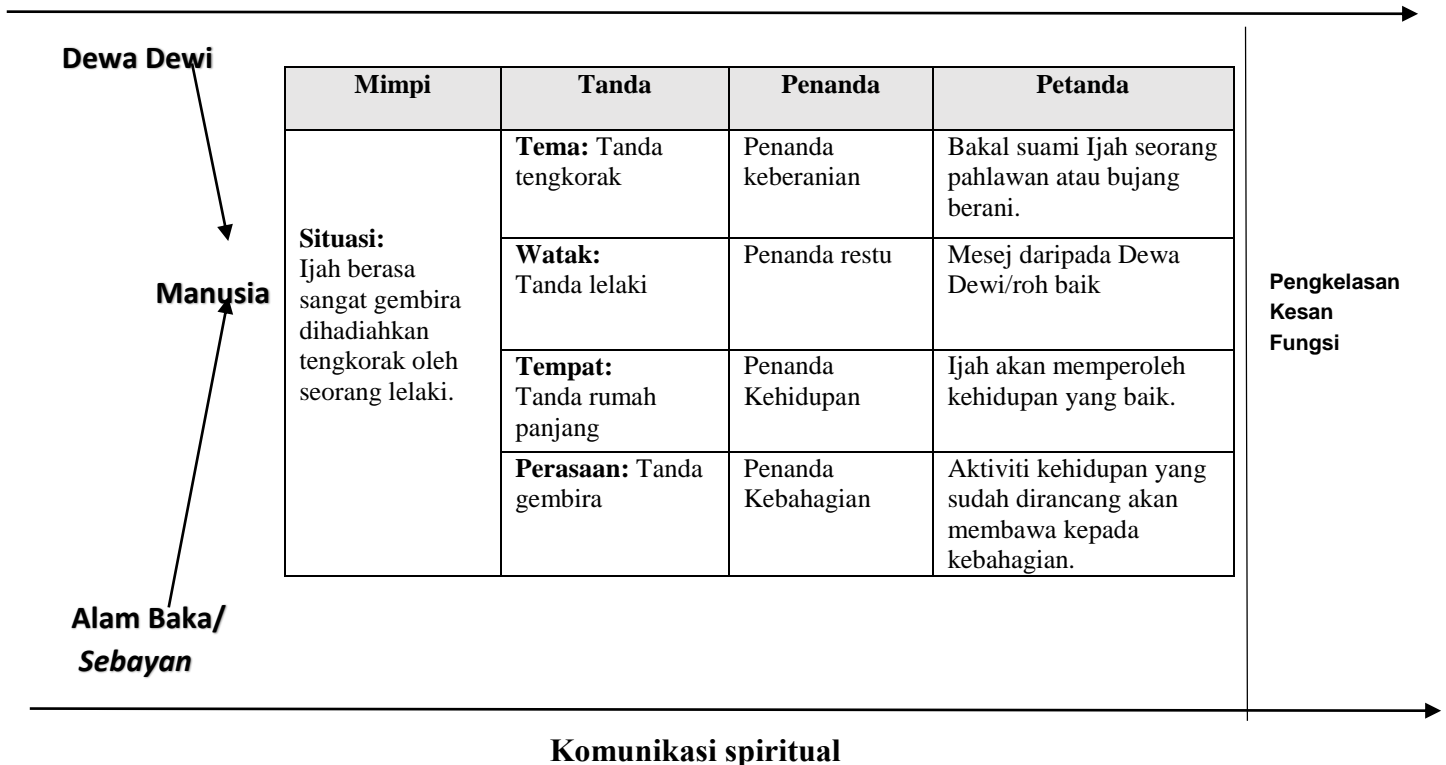 Dewa Dewi
Manusia
Alam Baka/
Sebayan
Mimpi
Tanda
Penanda
Petanda
Situasi:
Ijah berasa
sangat gembira
dihadiahkan
tengkorak oleh
seorang lelaki.
Tema: Tanda
tengkorak
Penanda
keberanian
Bakal suami Ijah seorang
pahlawan atau bujang
berani.
Watak:
Tanda lelaki
Penanda restu
Mesej daripada Dewa
Dewi/roh baik
Tempat:
Tanda rumah
panjang
Penanda
Kehidupan
Ijah akan memperoleh
kehidupan yang baik.
Perasaan: Tanda
gembira
Penanda
Kebahagian
Aktiviti kehidupan yang
sudah dirancang akan
membawa kepada
kebahagian.
Pengkelasan
Kesan
Fungsi
Komunikasi spiritual